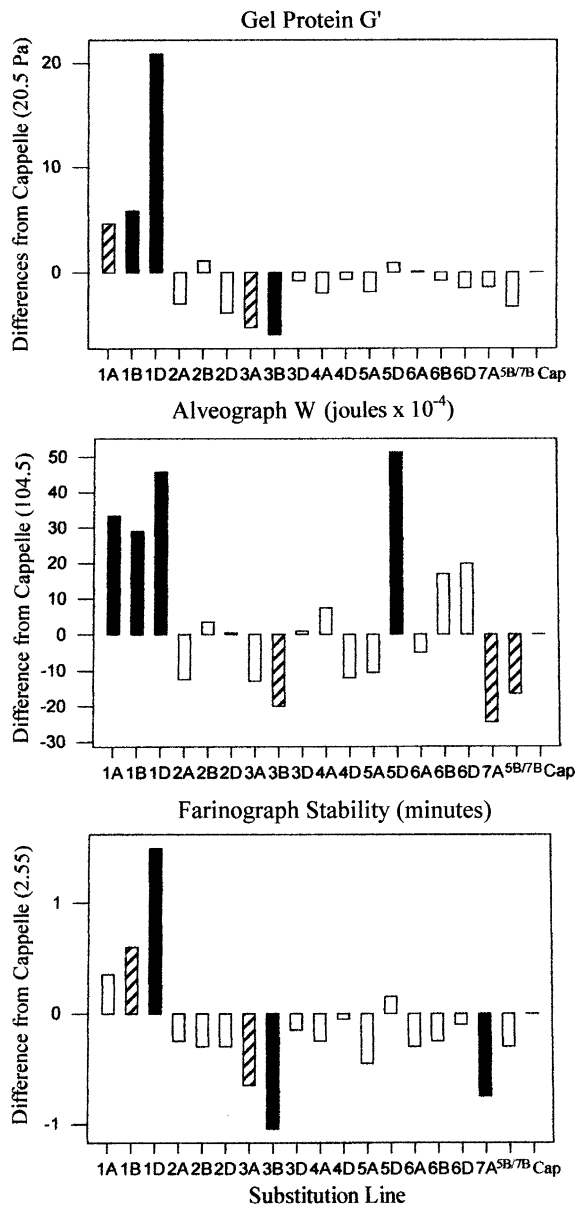 Gel Protein G'
Differences from Cappelle (20.5 Pa)
20
10
0
1A 1B 1D 2A 2B 2D 3A 3B 3D 4A 4D 5A 5D 6A 6B 6D 7A 5B/7B Cap
Alveograph W (joules x 10⁻⁴)
Difference from Cappelle (104.5)
50
40
30
20
10
0
-10
-20
-30
1A 1B 1D 2A 2B 2D 3A 3B 3D 4A 4D 5A 5D 6A 6B 6D 7A 5B/7B Cap
Farinograph Stability (minutes)
Difference from Cappelle (2.55)
1
0
-1
1A 1B 1D 2A 2B 2D 3A 3B 3D 4A 4D 5A 5D 6A 6B 6D 7A 5B/7B Cap
Substitution Line